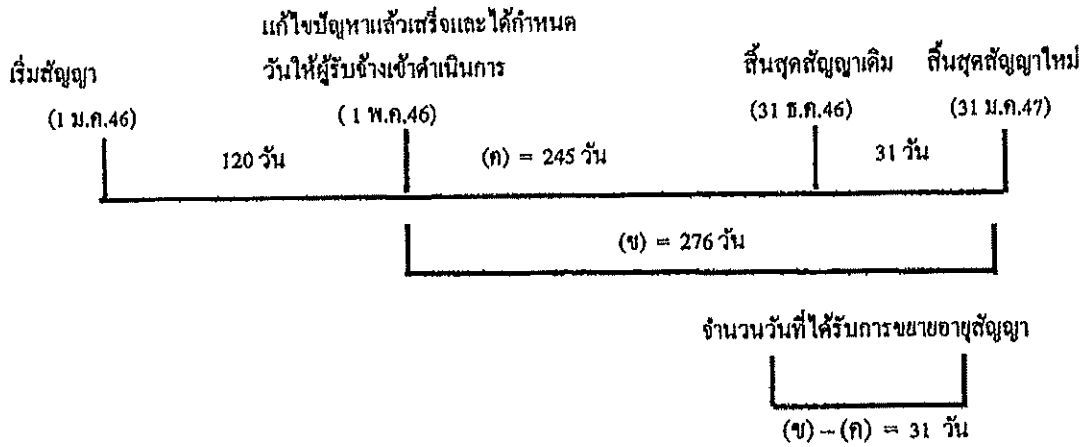 แก้ไขปัญหาแล้วเสร็จและได้กำหนด
วันให้ผู้รับจ้างเข้าดำเนินการ
เริ่มสัญญา
สิ้นสุดสัญญาเดิม
สิ้นสุดสัญญาใหม่
(1 ม.ค.46)
( 1 พ.ค.46)
(31 ธ.ค.46)
(31 ม.ค.47)
120 วัน
(ค) = 245 วัน
31 วัน
(ข) = 276 วัน
จำนวนวันที่ได้รับการขยายอายุสัญญา
(ข) – (ค) = 31 วัน